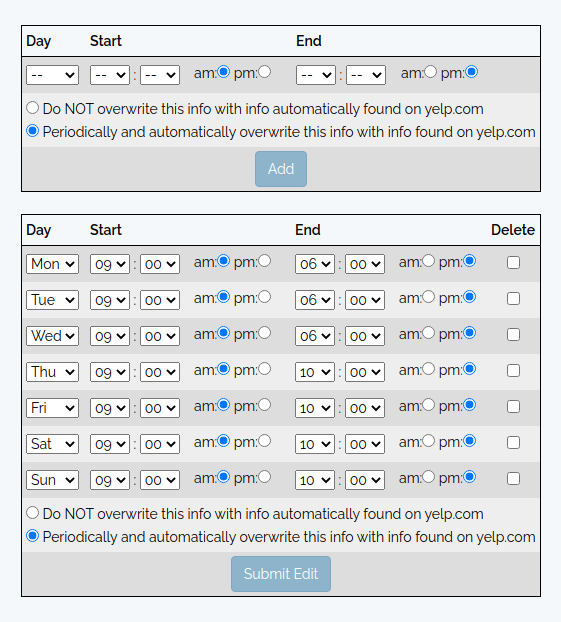 Day Start End
-- -- : -- am: pm: -- : -- am: pm:
Do NOT overwrite this info with info automatically found on yelp.com
Periodically and automatically overwrite this info with info found on yelp.com
Add
Day Start End Delete
Mon 09 : 00 am: pm: 06 : 00 am: pm:
Tue 09 : 00 am: pm: 06 : 00 am: pm:
Wed 09 : 00 am: pm: 06 : 00 am: pm:
Thu 09 : 00 am: pm: 10 : 00 am: pm:
Fri 09 : 00 am: pm: 10 : 00 am: pm:
Sat 09 : 00 am: pm: 10 : 00 am: pm:
Sun 09 : 00 am: pm: 10 : 00 am: pm:
Do NOT overwrite this info with info automatically found on yelp.com
Periodically and automatically overwrite this info with info found on yelp.com
Submit Edit